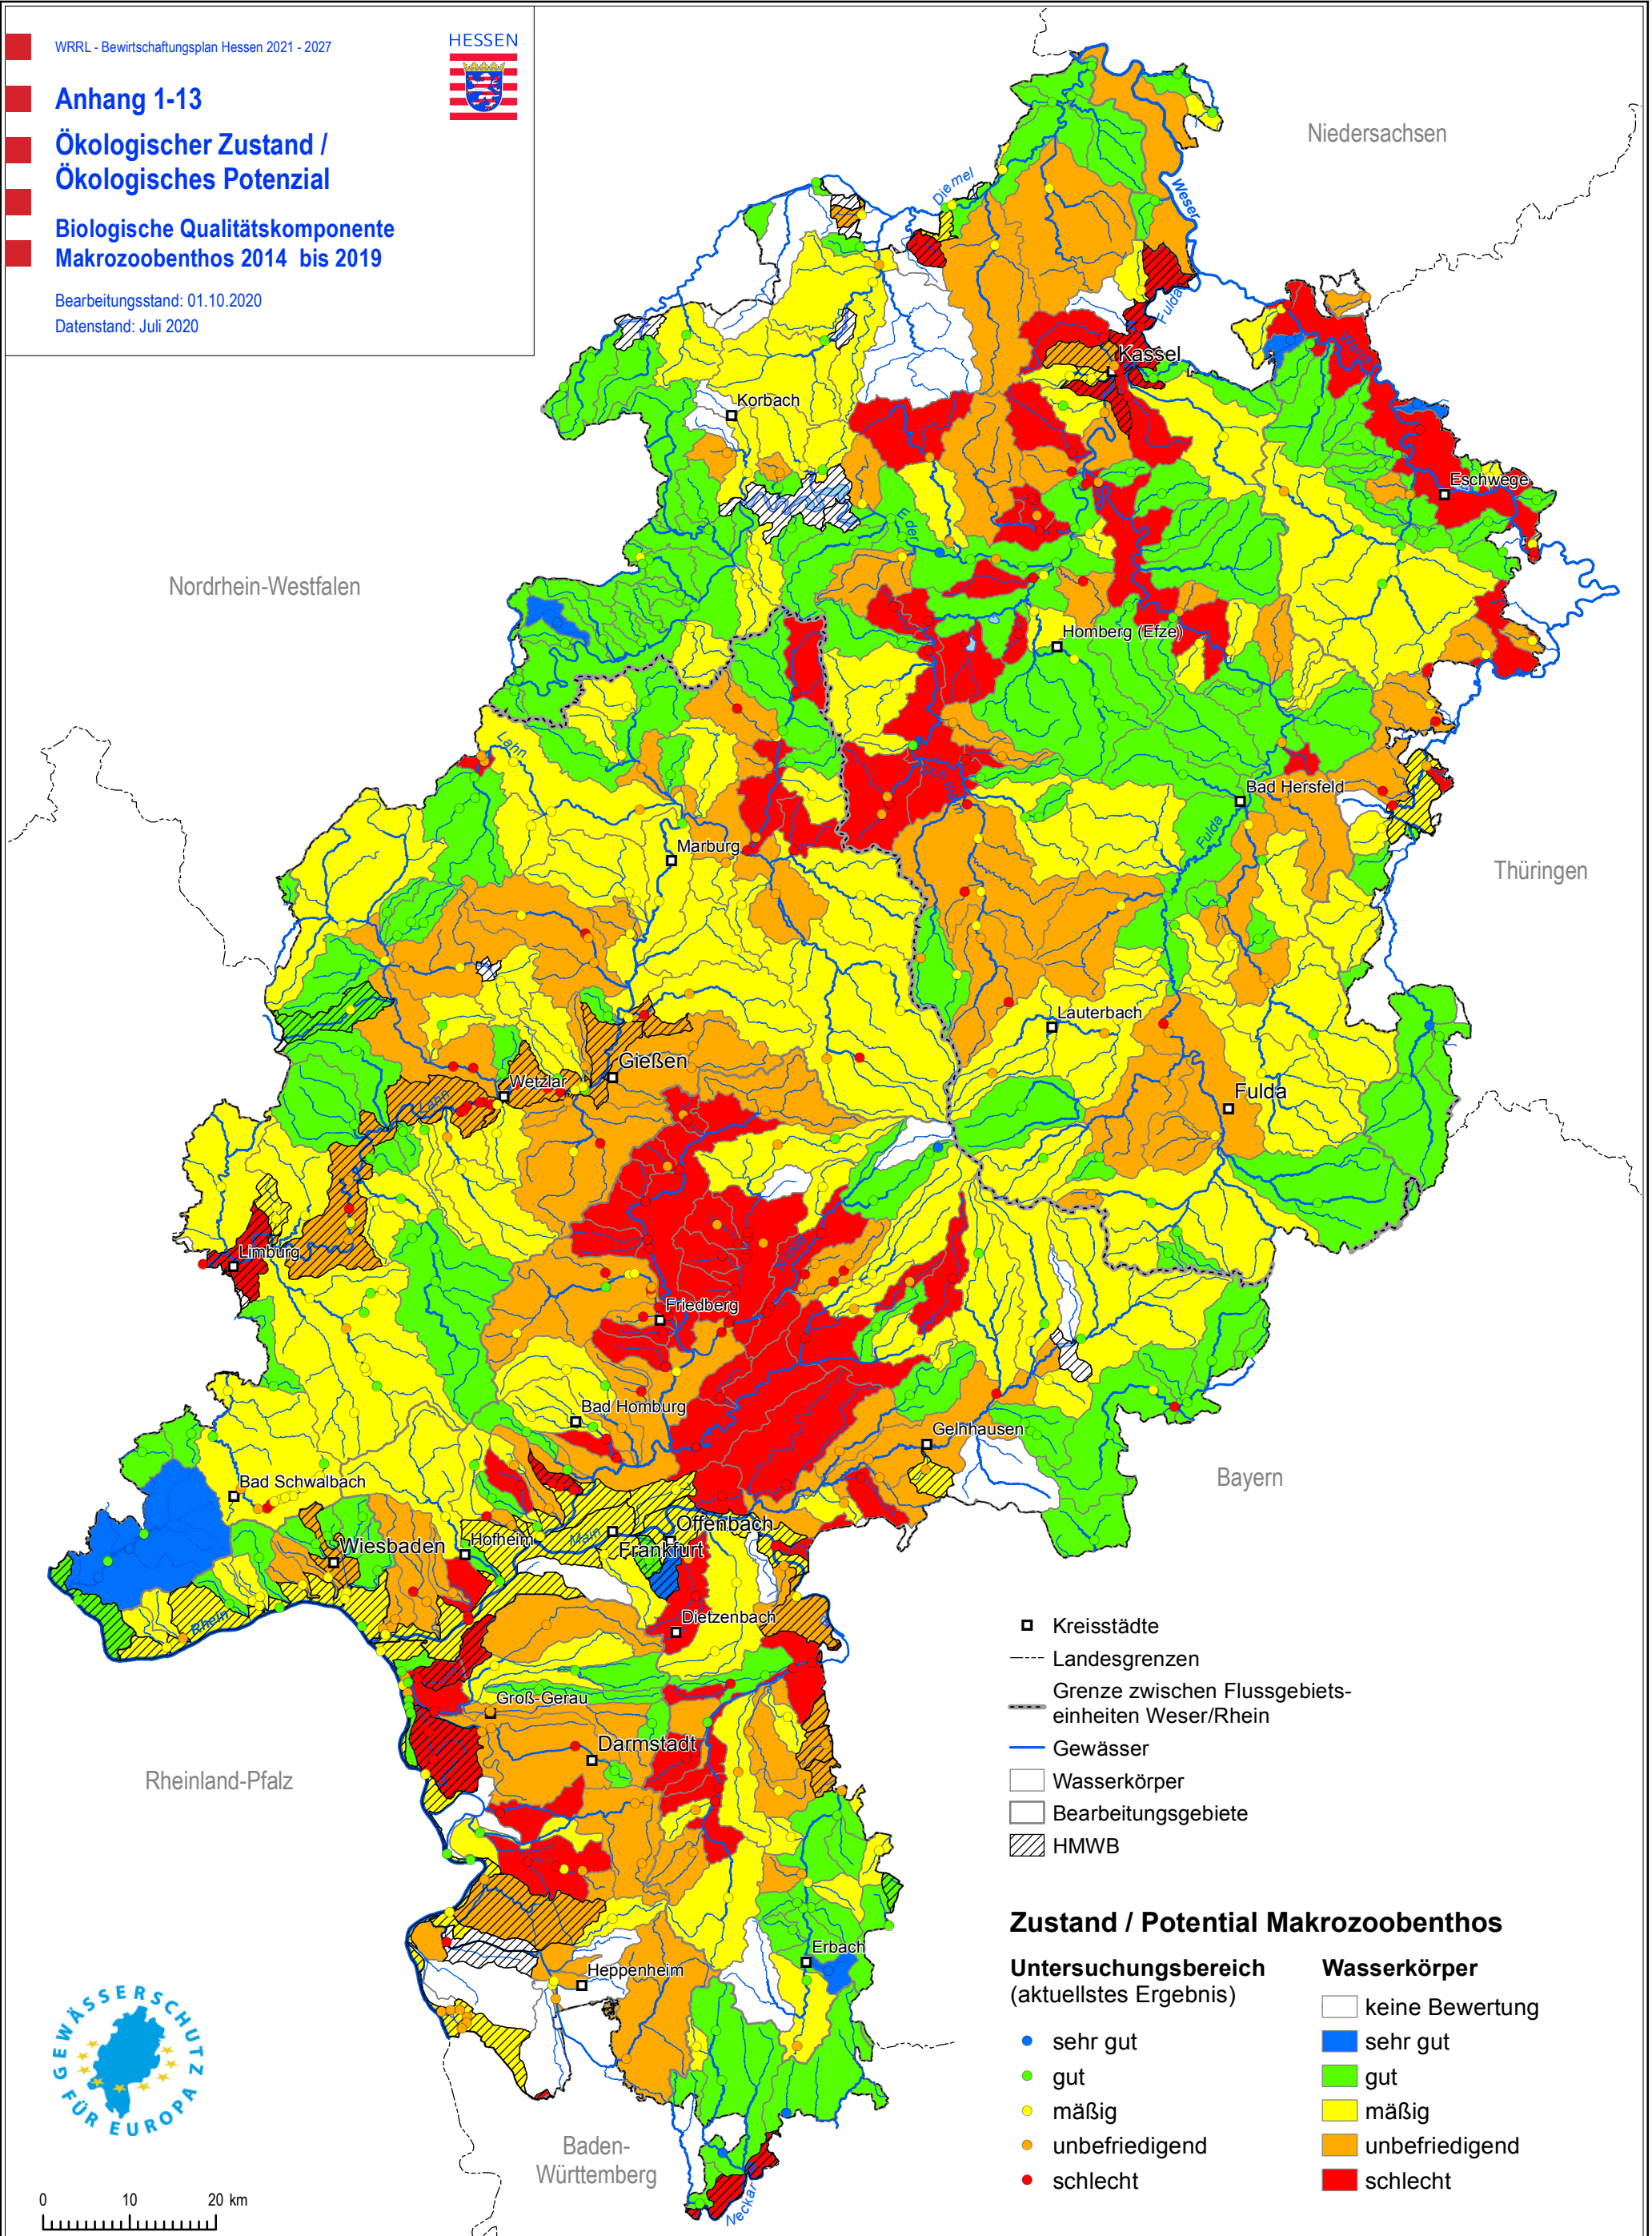 WRRL - Bewirtschaftungsplan Hessen 2021 - 2027
HESSEN
Anhang 1-13
Ökologischer Zustand /
Ökologisches Potenzial
Biologische Qualitätskomponente
Makrozoobenthos 2014 bis 2019
Bearbeitungsstand: 01.10.2020
Datenstand: Juli 2020
Niedersachsen
Diemel
Weser
Fulda
Kassel
Korbach
Eschwege
Eder
Nordrhein-Westfalen
Homberg (Efze)
Lahn
Schwalm
Bad Hersfeld
Fulda
Marburg
Thüringen
Lauterbach
Gießen
Wetzlar
Lahn
Fulda
Limburg
Nidda
Friedberg
Bad Homburg
Gelnhausen
Bayern
Bad Schwalbach
Offenbach
Hofheim
Main
Wiesbaden
Frankfurt
Rhein
Dietzenbach
Groß-Gerau
Darmstadt
Rheinland-Pfalz
Erbach
Heppenheim
Baden-
Württemberg
Neckar
Kreisstädte
Landesgrenzen
Grenze zwischen Flussgebiets-
einheiten Weser/Rhein
Gewässer
Wasserkörper
Bearbeitungsgebiete
HMWB
Zustand / Potential Makrozoobenthos
Untersuchungsbereich
(aktuellstes Ergebnis)
sehr gut
gut
mäßig
unbefriedigend
schlecht
Wasserkörper
keine Bewertung
sehr gut
gut
mäßig
unbefriedigend
schlecht
GEWÄSSERSCHUTZ
FÜR EUROPA
0 10 20 km